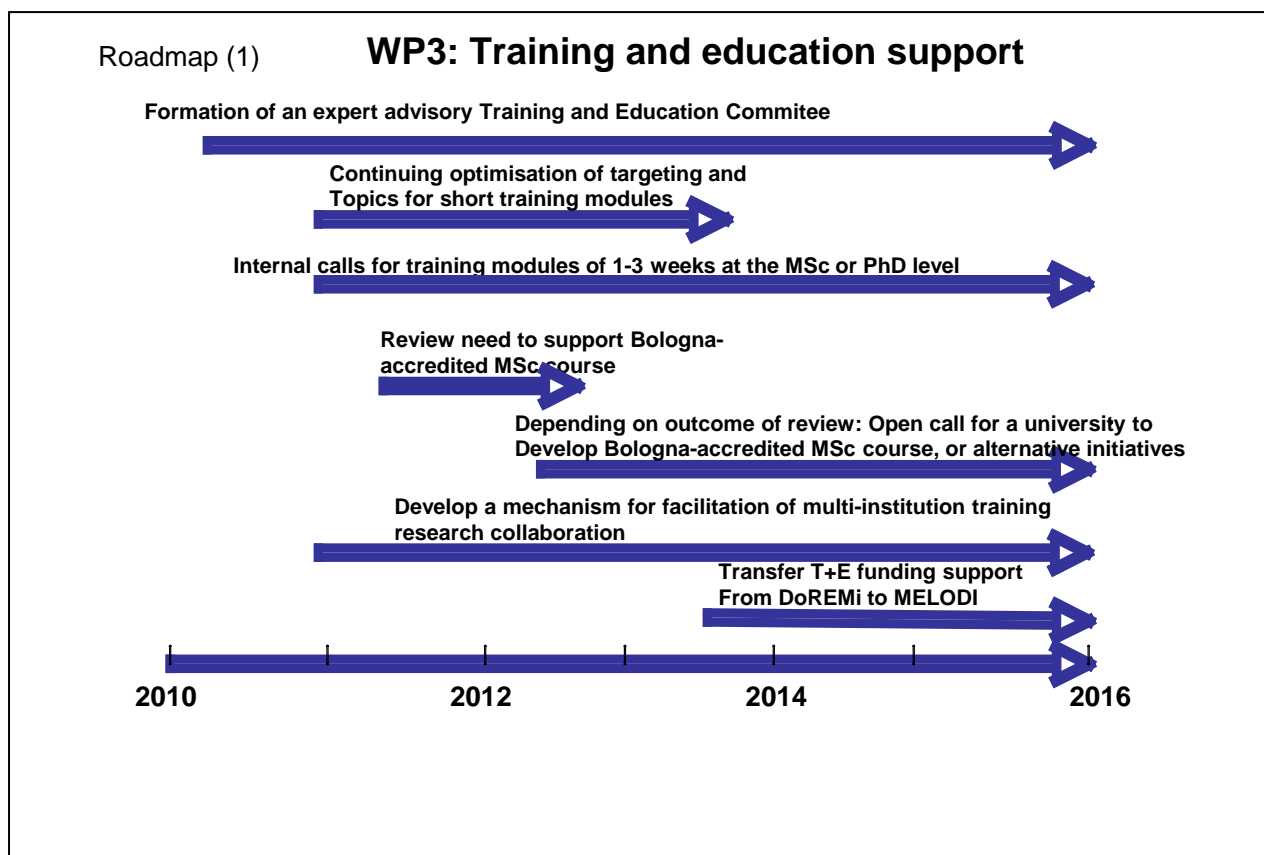 Roadmap (1)
WP3: Training and education support
Formation of an expert advisory Training and Education Commitee
Continuing optimisation of targeting and
Topics for short training modules
Internal calls for training modules of 1-3 weeks at the MSc or PhD level
Review need to support Bologna-
accredited MSc course
Depending on outcome of review: Open call for a university to
Develop Bologna-accredited MSc course, or alternative initiatives
Develop a mechanism for facilitation of multi-institution training
research collaboration
Transfer T+E funding support
From DoREMi to MELODI
2010 2012 2014 2016